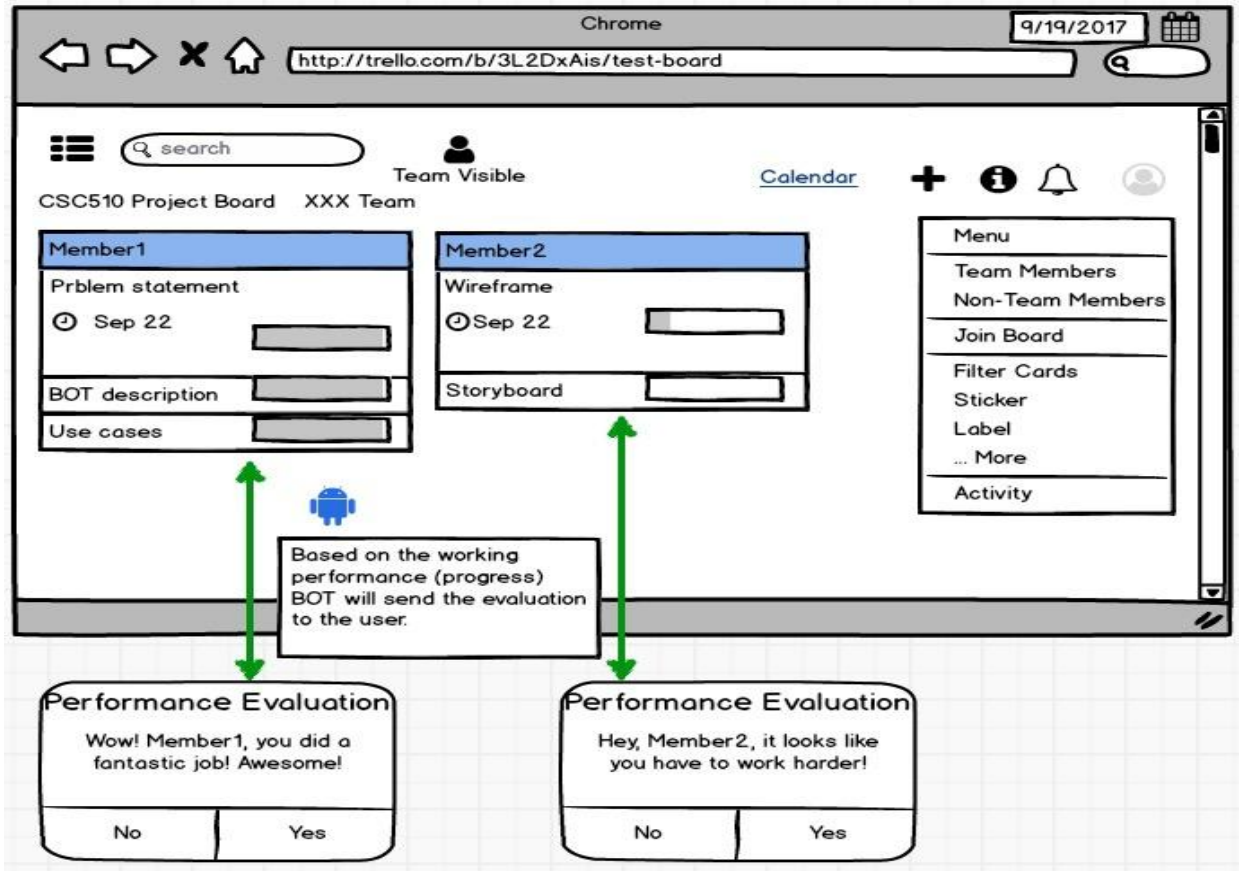 Chrome
9/19/2017
http://trello.com/b/3L2DxAis/test-board
search
Team Visible
Calendar
CSC510 Project Board XXX Team
Member1
Prblem statement
Sep 22
BOT description
Use cases
Member2
Wireframe
Sep 22
Storyboard
Menu
Team Members
Non-Team Members
Join Board
Filter Cards
Sticker
Label
... More
Activity
Based on the working
performance (progress)
BOT will send the evaluation
to the user.
Performance Evaluation
Wow! Member1, you did a
fantastic job! Awesome!
No Yes
Performance Evaluation
Hey, Member2, it looks like
you have to work harder!
No Yes